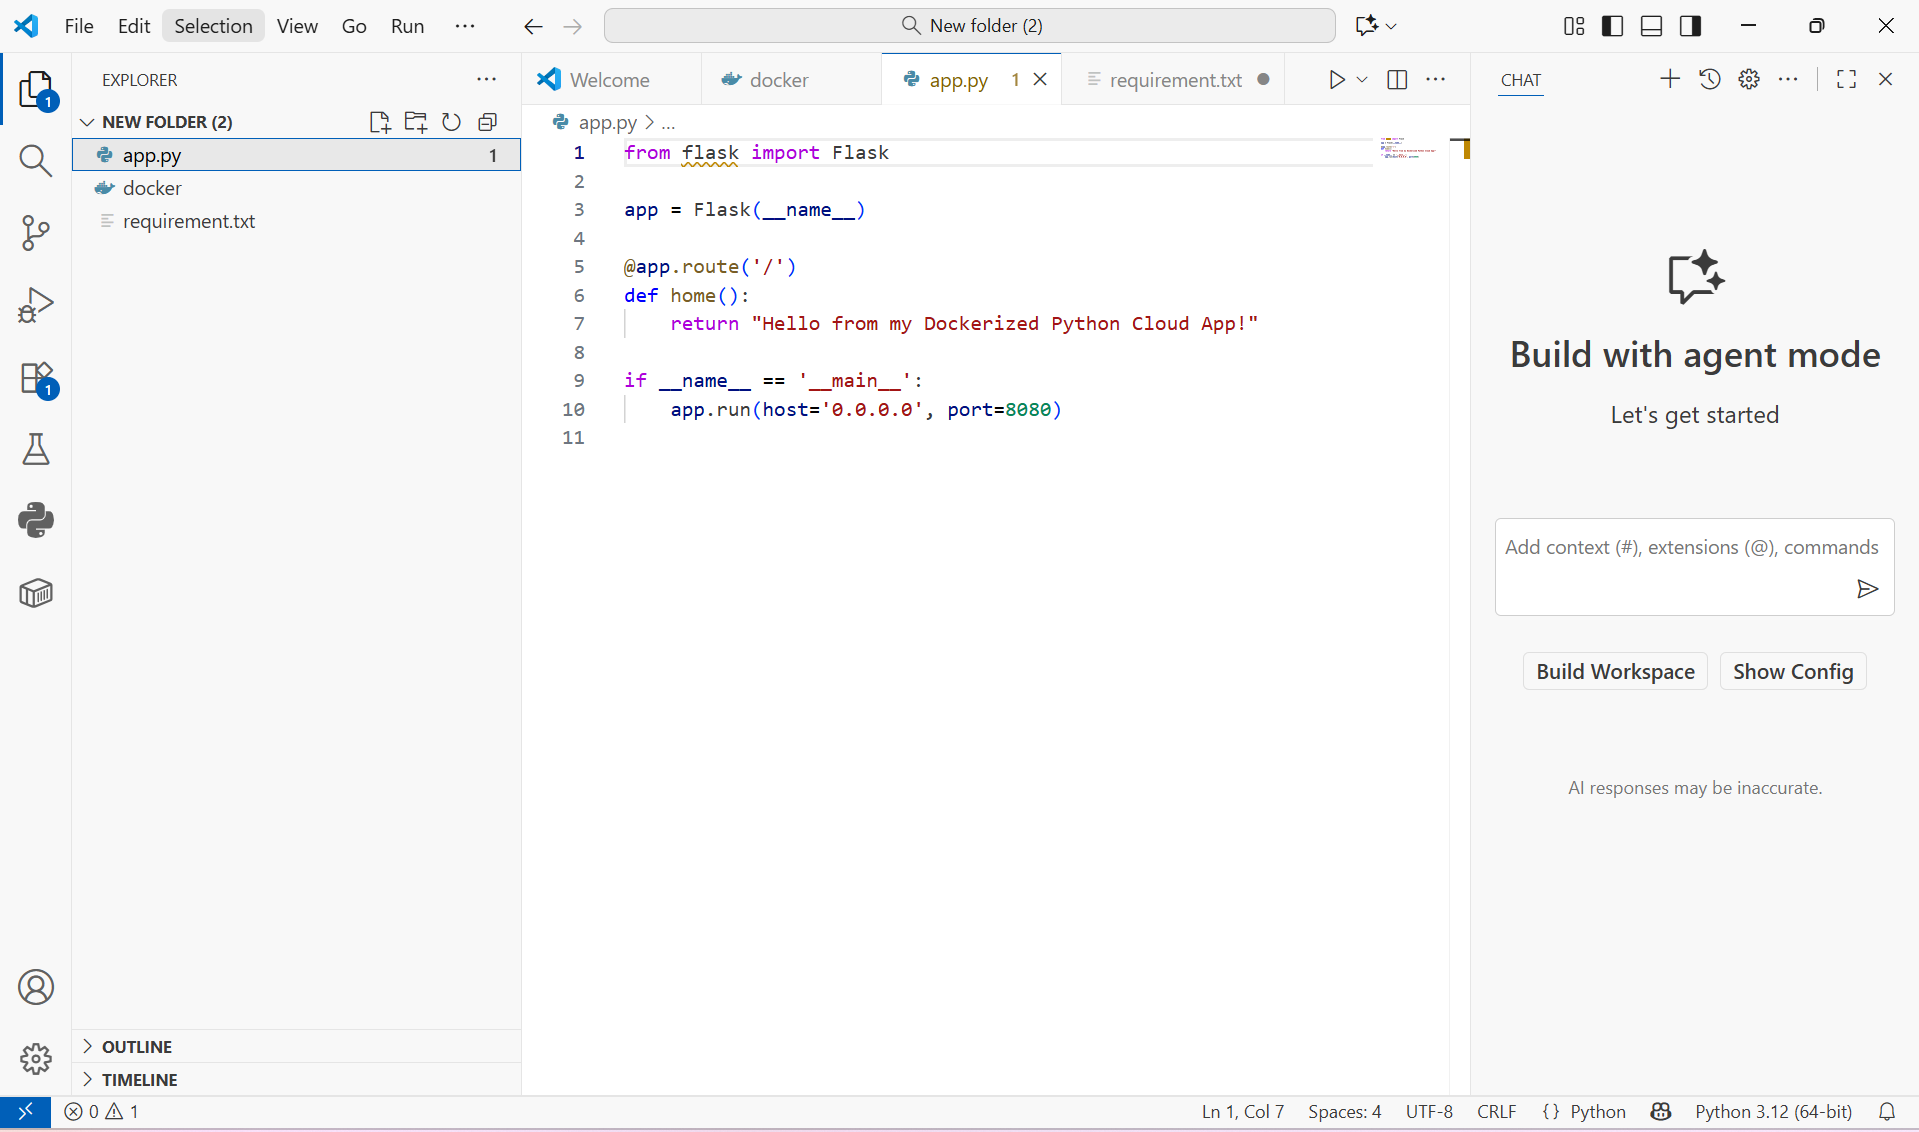 File Edit Selection View Go Run ...
New folder (2)
EXPLORER
NEW FOLDER (2)
app.py 1
docker
requirement.txt
1
1
OUTLINE
TIMELINE
Welcome
docker
app.py 1
requirement.txt
app.py > ...
1 from flask import Flask
2
3 app = Flask(__name__)
4
5 @app.route('/')
6 def home():
7 return "Hello from my Dockerized Python Cloud App!"
8
9 if __name__ == '__main__':
10 app.run(host='0.0.0.0', port=8080)
11
CHAT
Build with agent mode
Let's get started
Add context (#), extensions (@), commands
Build Workspace Show Config
AI responses may be inaccurate.
0 1
Ln 1, Col 7 Spaces: 4 UTF-8 CRLF {} Python Python 3.12 (64-bit)